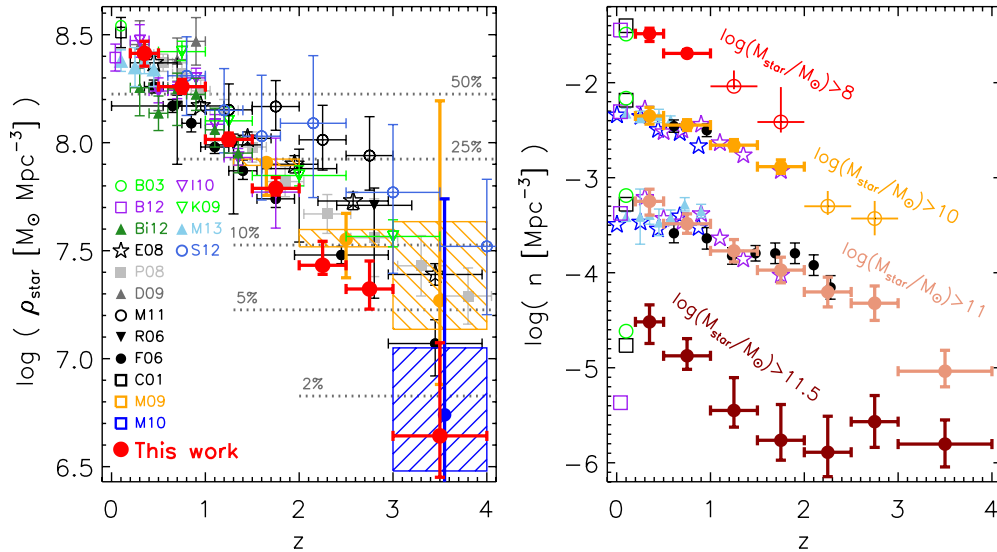 log ( ρstar [M⊙ Mpc−3] )
8.5
8.0
7.5
7.0
6.5
50%
25%
10%
5%
2%
B03
B12
Bi12
E08
P08
D09
M11
R06
F06
C01
M09
M10
This work
I10
K09
M13
S12
0
1
2
3
4
z
log( n [Mpc−3] )
−2
−3
−4
−5
−6
log(Mstar/M⊙)>8
log(Mstar/M⊙)>10
log(Mstar/M⊙)>11
log(Mstar/M⊙)>11.5
0
1
2
3
4
z